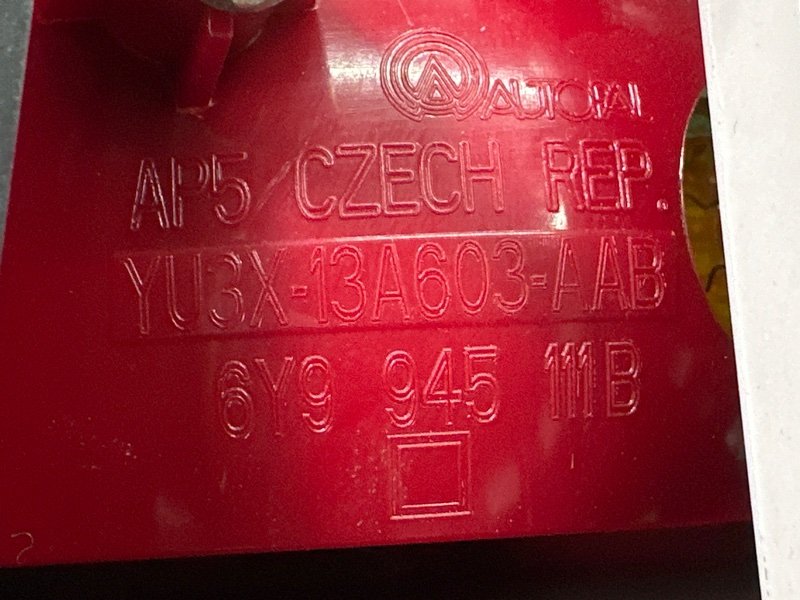 AUTOPAL
AP5 CZECH REP.
YU3X-13A603-AAB
6Y9 945 111B